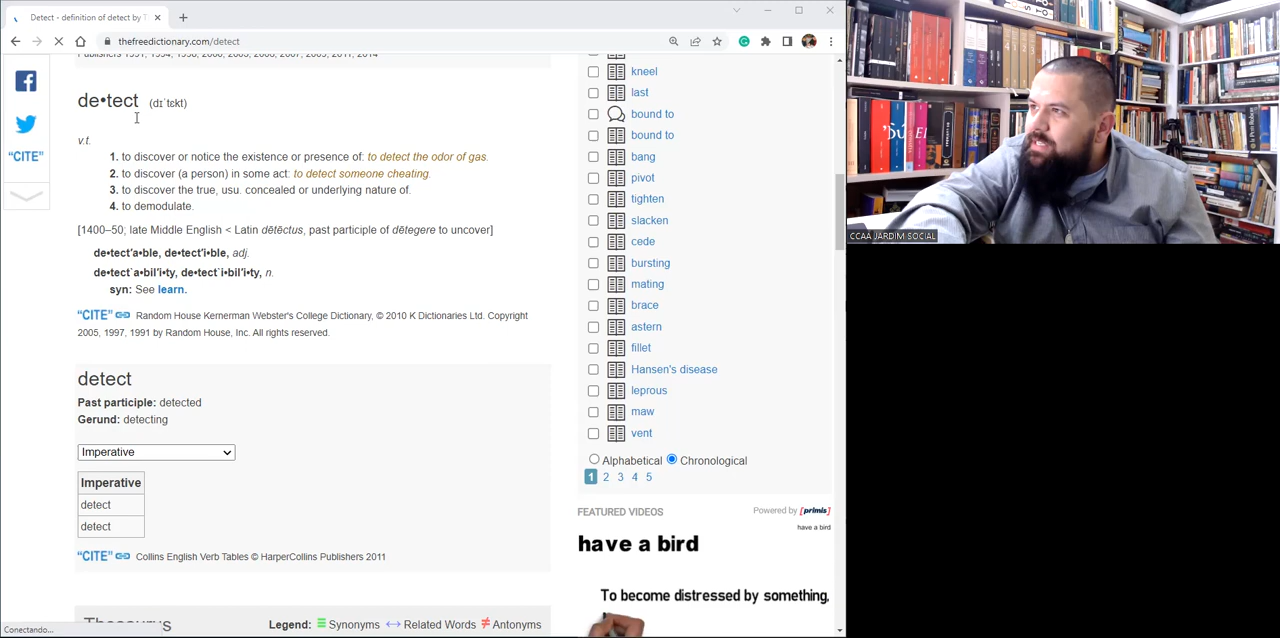 Detect - definition of detect by T
thefreedictionary.com/detect
"CITE"
de•tect (dɪˈtɛkt)
v.t.
1. to discover or notice the existence or presence of: to detect the odor of gas.
2. to discover (a person) in some act: to detect someone cheating.
3. to discover the true, usu. concealed or underlying nature of.
4. to demodulate.
[1400–50; late Middle English < Latin dētēctus, past participle of dētegere to uncover]
de•tect′a•ble, de•tect′i•ble, adj.
de•tect`a•bil′i•ty, de•tect`i•bil′i•ty, n.
syn: See learn.
"CITE" Random House Kernerman Webster's College Dictionary, © 2010 K Dictionaries Ltd. Copyright
2005, 1997, 1991 by Random House, Inc. All rights reserved.
detect
Past participle: detected
Gerund: detecting
Imperative
Imperative
detect
detect
"CITE" Collins English Verb Tables © HarperCollins Publishers 2011
Thesaurus
Legend: Synonyms Related Words Antonyms
Conectando...
kneel
last
bound to
bound to
bang
pivot
tighten
slacken
cede
bursting
mating
brace
astern
fillet
Hansen's disease
leprous
maw
vent
Alphabetical Chronological
1 2 3 4 5
FEATURED VIDEOS
Powered by [primis]
have a bird
have a bird
To become distressed by something,
CCAA JARDIM SOCIAL